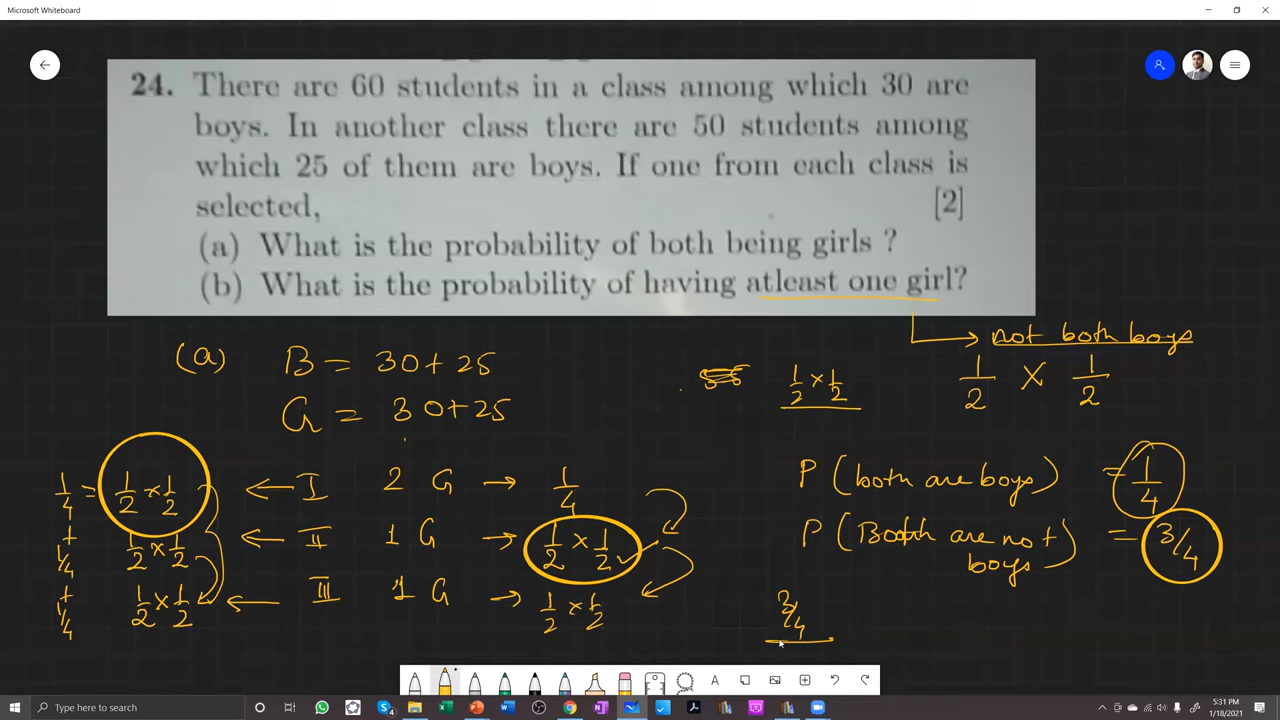 Microsoft Whiteboard
24. There are 60 students in a class among which 30 are
boys. In another class there are 50 students among
which 25 of them are boys. If one from each class is
selected, [2]
(a) What is the probability of both being girls ?
(b) What is the probability of having atleast one girl?
not both boys
(a) B = 30+25
G = 30+25
1/2 × 1/2
1/2 × 1/2
1/4 = 1/2 × 1/2 ← I 2 G → 1/4
+ 1/4 1/2 × 1/2 ← II 1 G → 1/2 × 1/2
+ 1/4 1/2 × 1/2 ← III 1 G → 1/2 × 1/2
P (both are boys) = 1/4
P (Booth are not boys) = 3/4
3/4
Type here to search
5:31 PM
1/18/2021